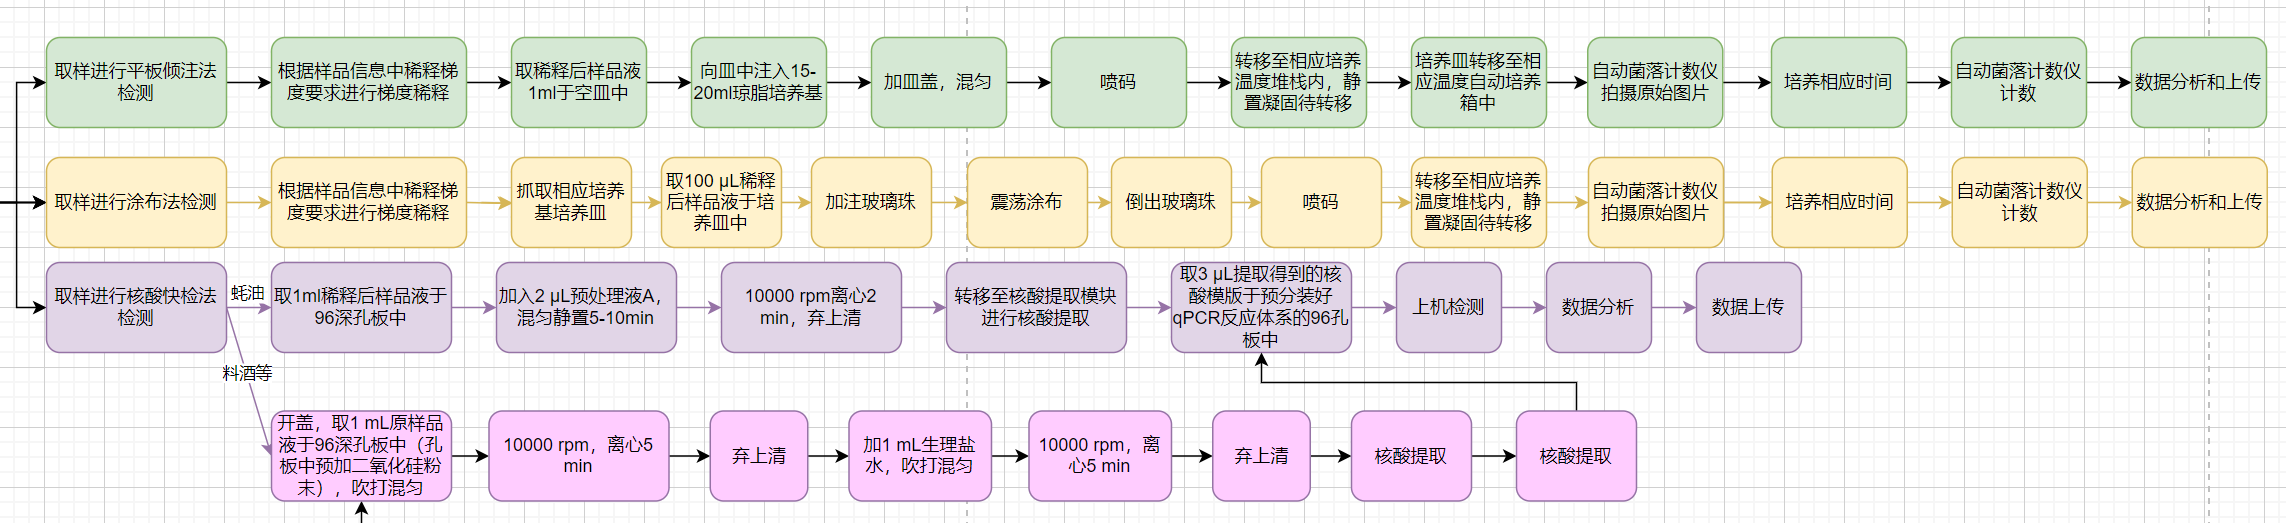 取样进行平板倾注法
检测
根据样品信息中稀释梯
度要求进行梯度稀释
取稀释后样品液
1ml于空皿中
向皿中注入15-
20ml琼脂培养基
加皿盖，混匀
喷码
转移至相应培养
温度堆栈内，静
置凝固待转移
培养皿转移至相
应温度自动培养
箱中
自动菌落计数仪
拍摄原始图片
培养相应时间
自动菌落计数仪
计数
数据分析和上传
取样进行涂布法检测
根据样品信息中稀释梯
度要求进行梯度稀释
抓取相应培养
基培养皿
取100 μL稀释
后样品液于培
养皿中
加注玻璃珠
震荡涂布
倒出玻璃珠
喷码
转移至相应培养
温度堆栈内，静
置凝固待转移
自动菌落计数仪
拍摄原始图片
培养相应时间
自动菌落计数仪
计数
数据分析和上传
取样进行核酸快检法
检测
蚝油
取1ml稀释后样品液于
96深孔板中
加入2 μL预处理液A，
混匀静置5-10min
10000 rpm离心2
min，弃上清
转移至核酸提取模块
进行核酸提取
取3 μL提取得到的核
酸模版于预分装好
qPCR反应体系的96孔
板中
上机检测
数据分析
数据上传
料酒等
开盖，取1 mL原样品
液于96深孔板中（孔
板中预加二氧化硅粉
末），吹打混匀
10000 rpm，离心5
min
弃上清
加1 mL生理盐
水，吹打混匀
10000 rpm，离
心5 min
弃上清
核酸提取
核酸提取